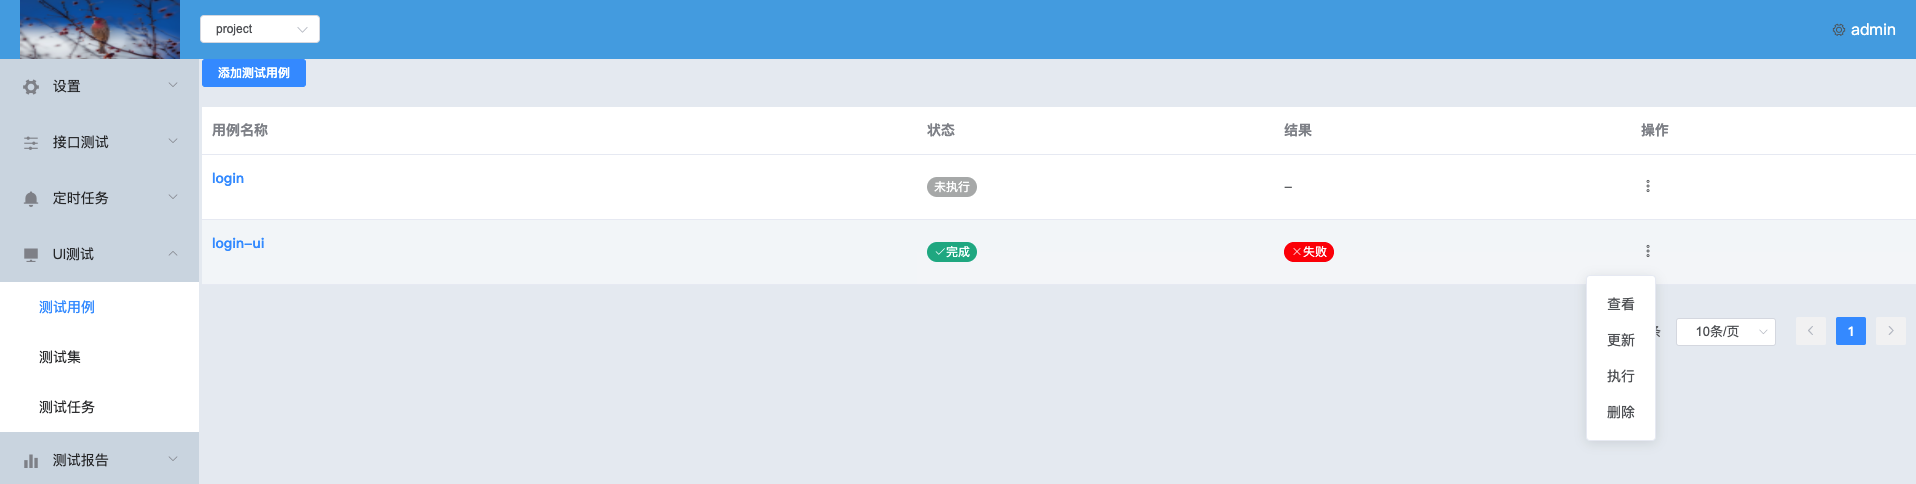 project
admin
设置
接口测试
定时任务
UI测试
测试用例
测试集
测试任务
测试报告
添加测试用例
用例名称 状态 结果 操作
login 未执行 -
login-ui 完成 失败
查看
更新
执行
删除
条 10条/页 1